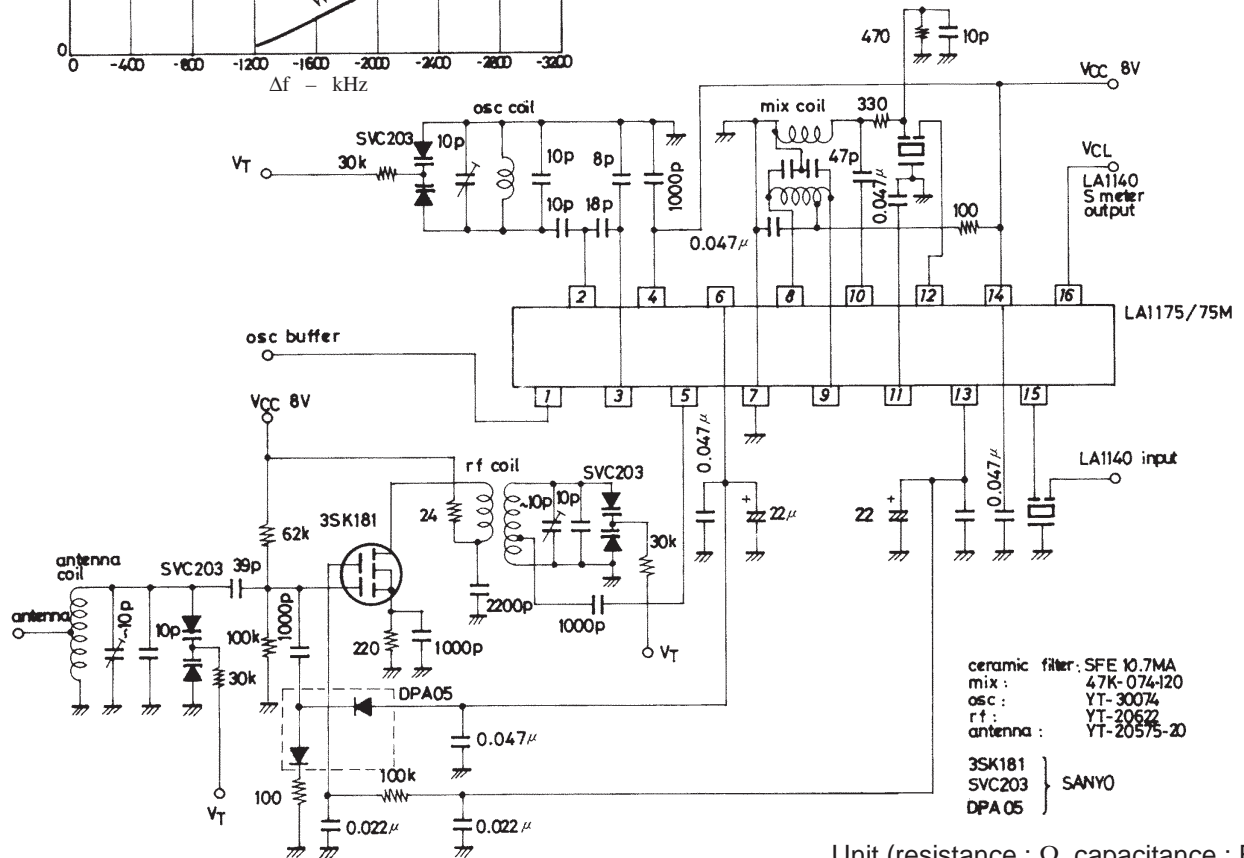 0
0 -400 -800 -1200 -1600 -2000 -2400 -2800 -3200
Δf – kHz
470
10p
VCC 8V
osc coil
mix coil
330
SVC203
10p
VT
30k
10p
8p
1000p
10p
18p
47p
0.047μ
0.047μ
100
VCL
LA1140
S meter
output
2
4
6
8
10
12
14
16
LA1175/75M
osc buffer
1
3
5
7
9
11
13
15
VCC 8V
rf coil
SVC203
0.047μ
0.047μ
LA1140 input
22μ
22
24
~10p
10p
30k
3SK181
62k
antenna
coil
SVC203
39p
antenna
~10p
10p
100k
1000p
2200p
1000p
220
1000p
VT
30k
DPA05
0.047μ
100
100k
VT
0.022μ
0.022μ
ceramic filter: SFE 10.7MA
mix : 47K-074-120
osc : YT-30074
rf : YT-20622
antenna : YT-20575-20
3SK181
SVC203 } SANYO
DPA05
Unit (resistance : Ω, capacitance :